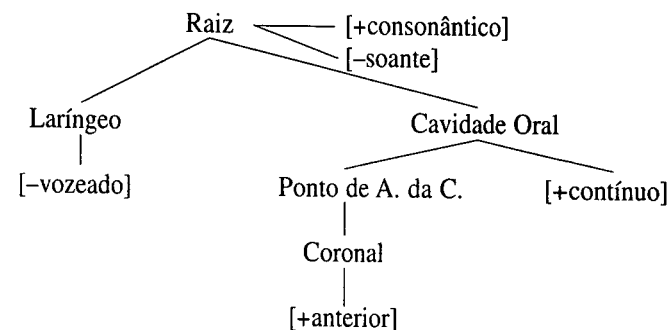 Raiz [+consonântico]
[–soante]
Laríngeo Cavidade Oral
[–vozeado] Ponto de A. da C. [+contínuo]
Coronal
[+anterior]